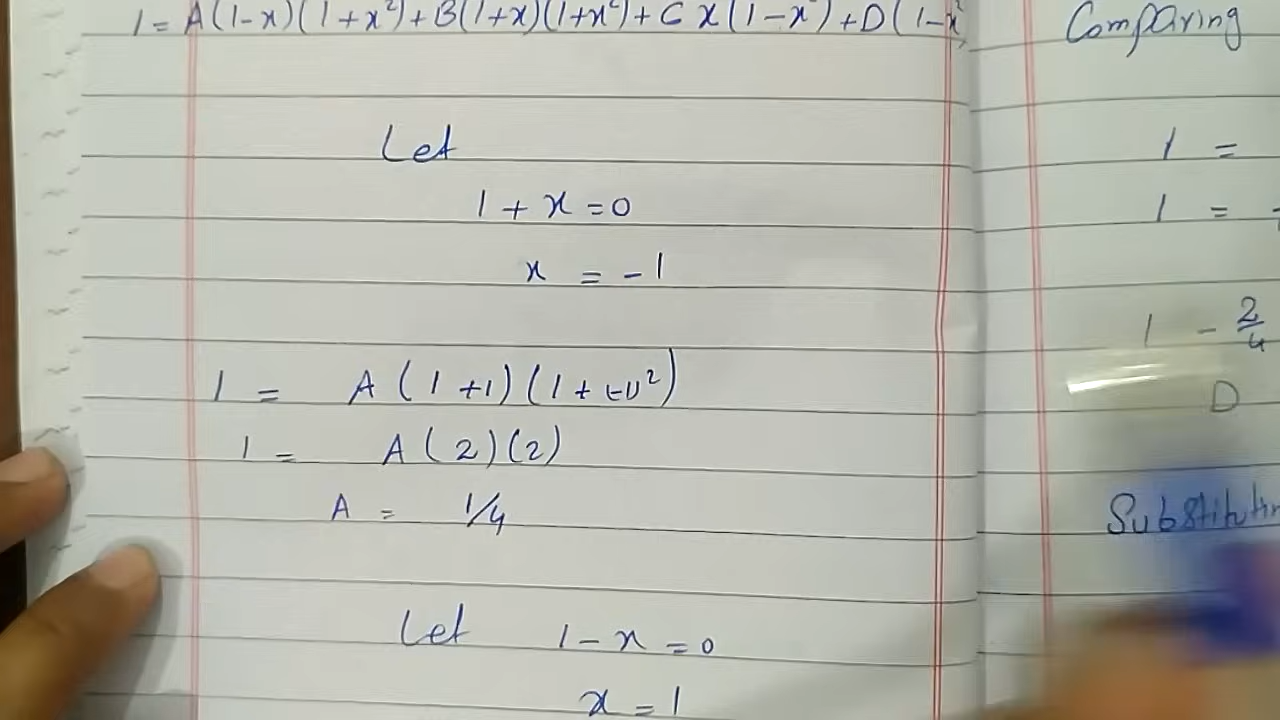 1 = A(1-x)(1+x²)+B(1+x)(1+x²)+Cx(1-x²)+D(1-x²
Let
1+x=0
x = -1
1 = A(1+1)(1+(-1)²)
1 = A(2)(2)
A = 1/4
Let 1-x=0
x=1
Comparing
1 =
1 =
1 - 2/4
D